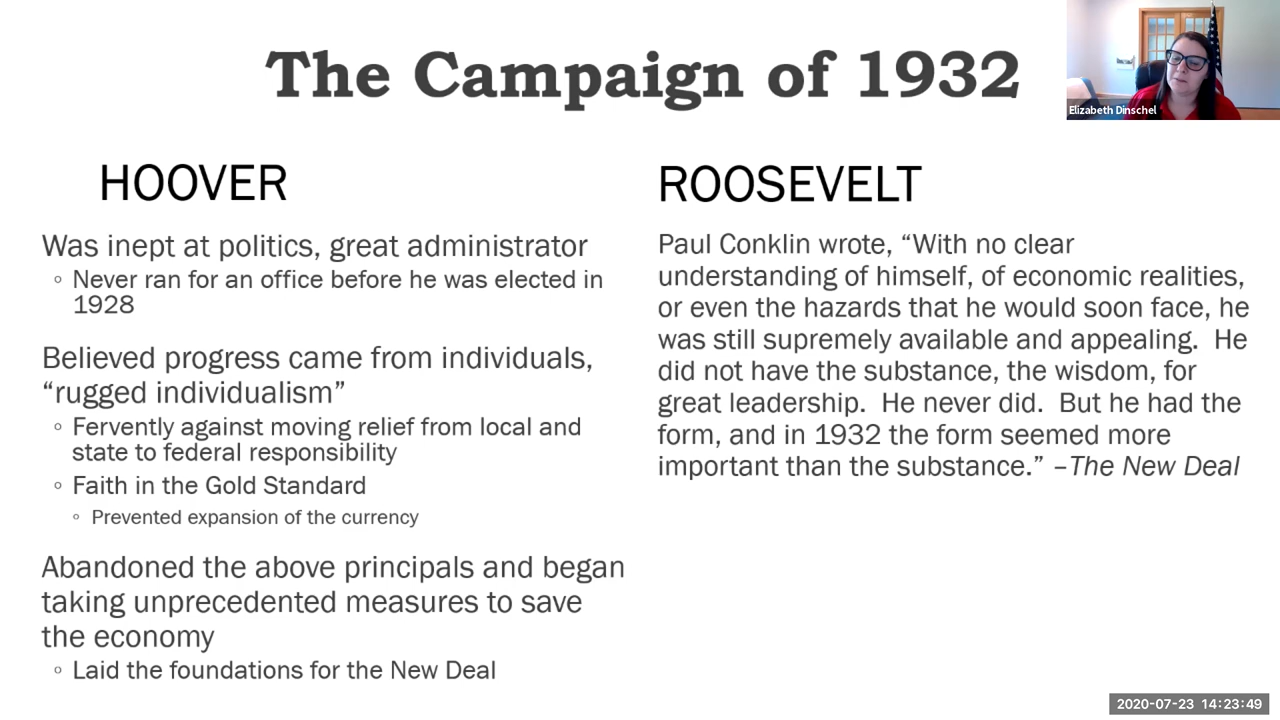 The Campaign of 1932
Elizabeth Dinschel
HOOVER
Was inept at politics, great administrator
◦ Never ran for an office before he was elected in
1928
Believed progress came from individuals,
“rugged individualism”
◦ Fervently against moving relief from local and
state to federal responsibility
◦ Faith in the Gold Standard
◦ Prevented expansion of the currency
Abandoned the above principals and began
taking unprecedented measures to save
the economy
◦ Laid the foundations for the New Deal
ROOSEVELT
Paul Conklin wrote, “With no clear
understanding of himself, of economic realities,
or even the hazards that he would soon face, he
was still supremely available and appealing.  He
did not have the substance, the wisdom, for
great leadership.  He never did.  But he had the
form, and in 1932 the form seemed more
important than the substance.” –The New Deal
2020-07-23 14:23:49